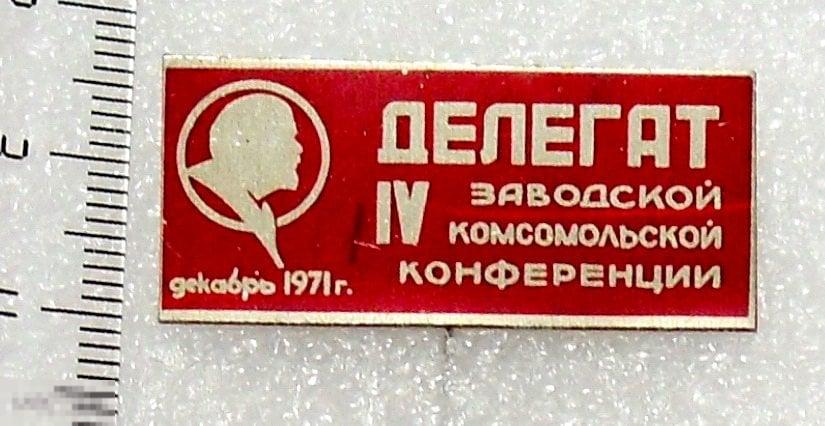 ДЕЛЕГАТ
IV ЗАВОДСКОЙ
КОМСОМОЛЬСКОЙ
КОНФЕРЕНЦИИ
декабрь 1971 г.